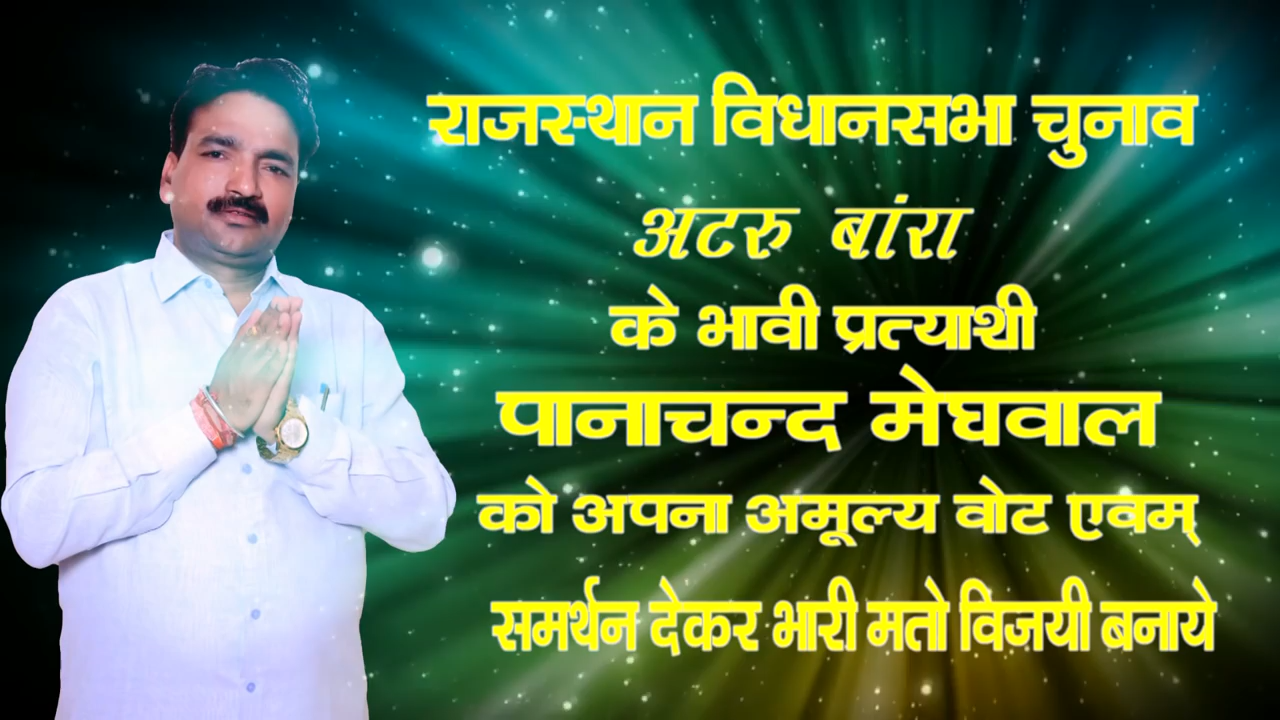 राजस्थान विधानसभा चुनाव
अटरु बांरा
के भावी प्रत्याशी
पानाचन्द मेघवाल
को अपना अमूल्य वोट एवम्
समर्थन देकर भारी मतो विजयी बनाये